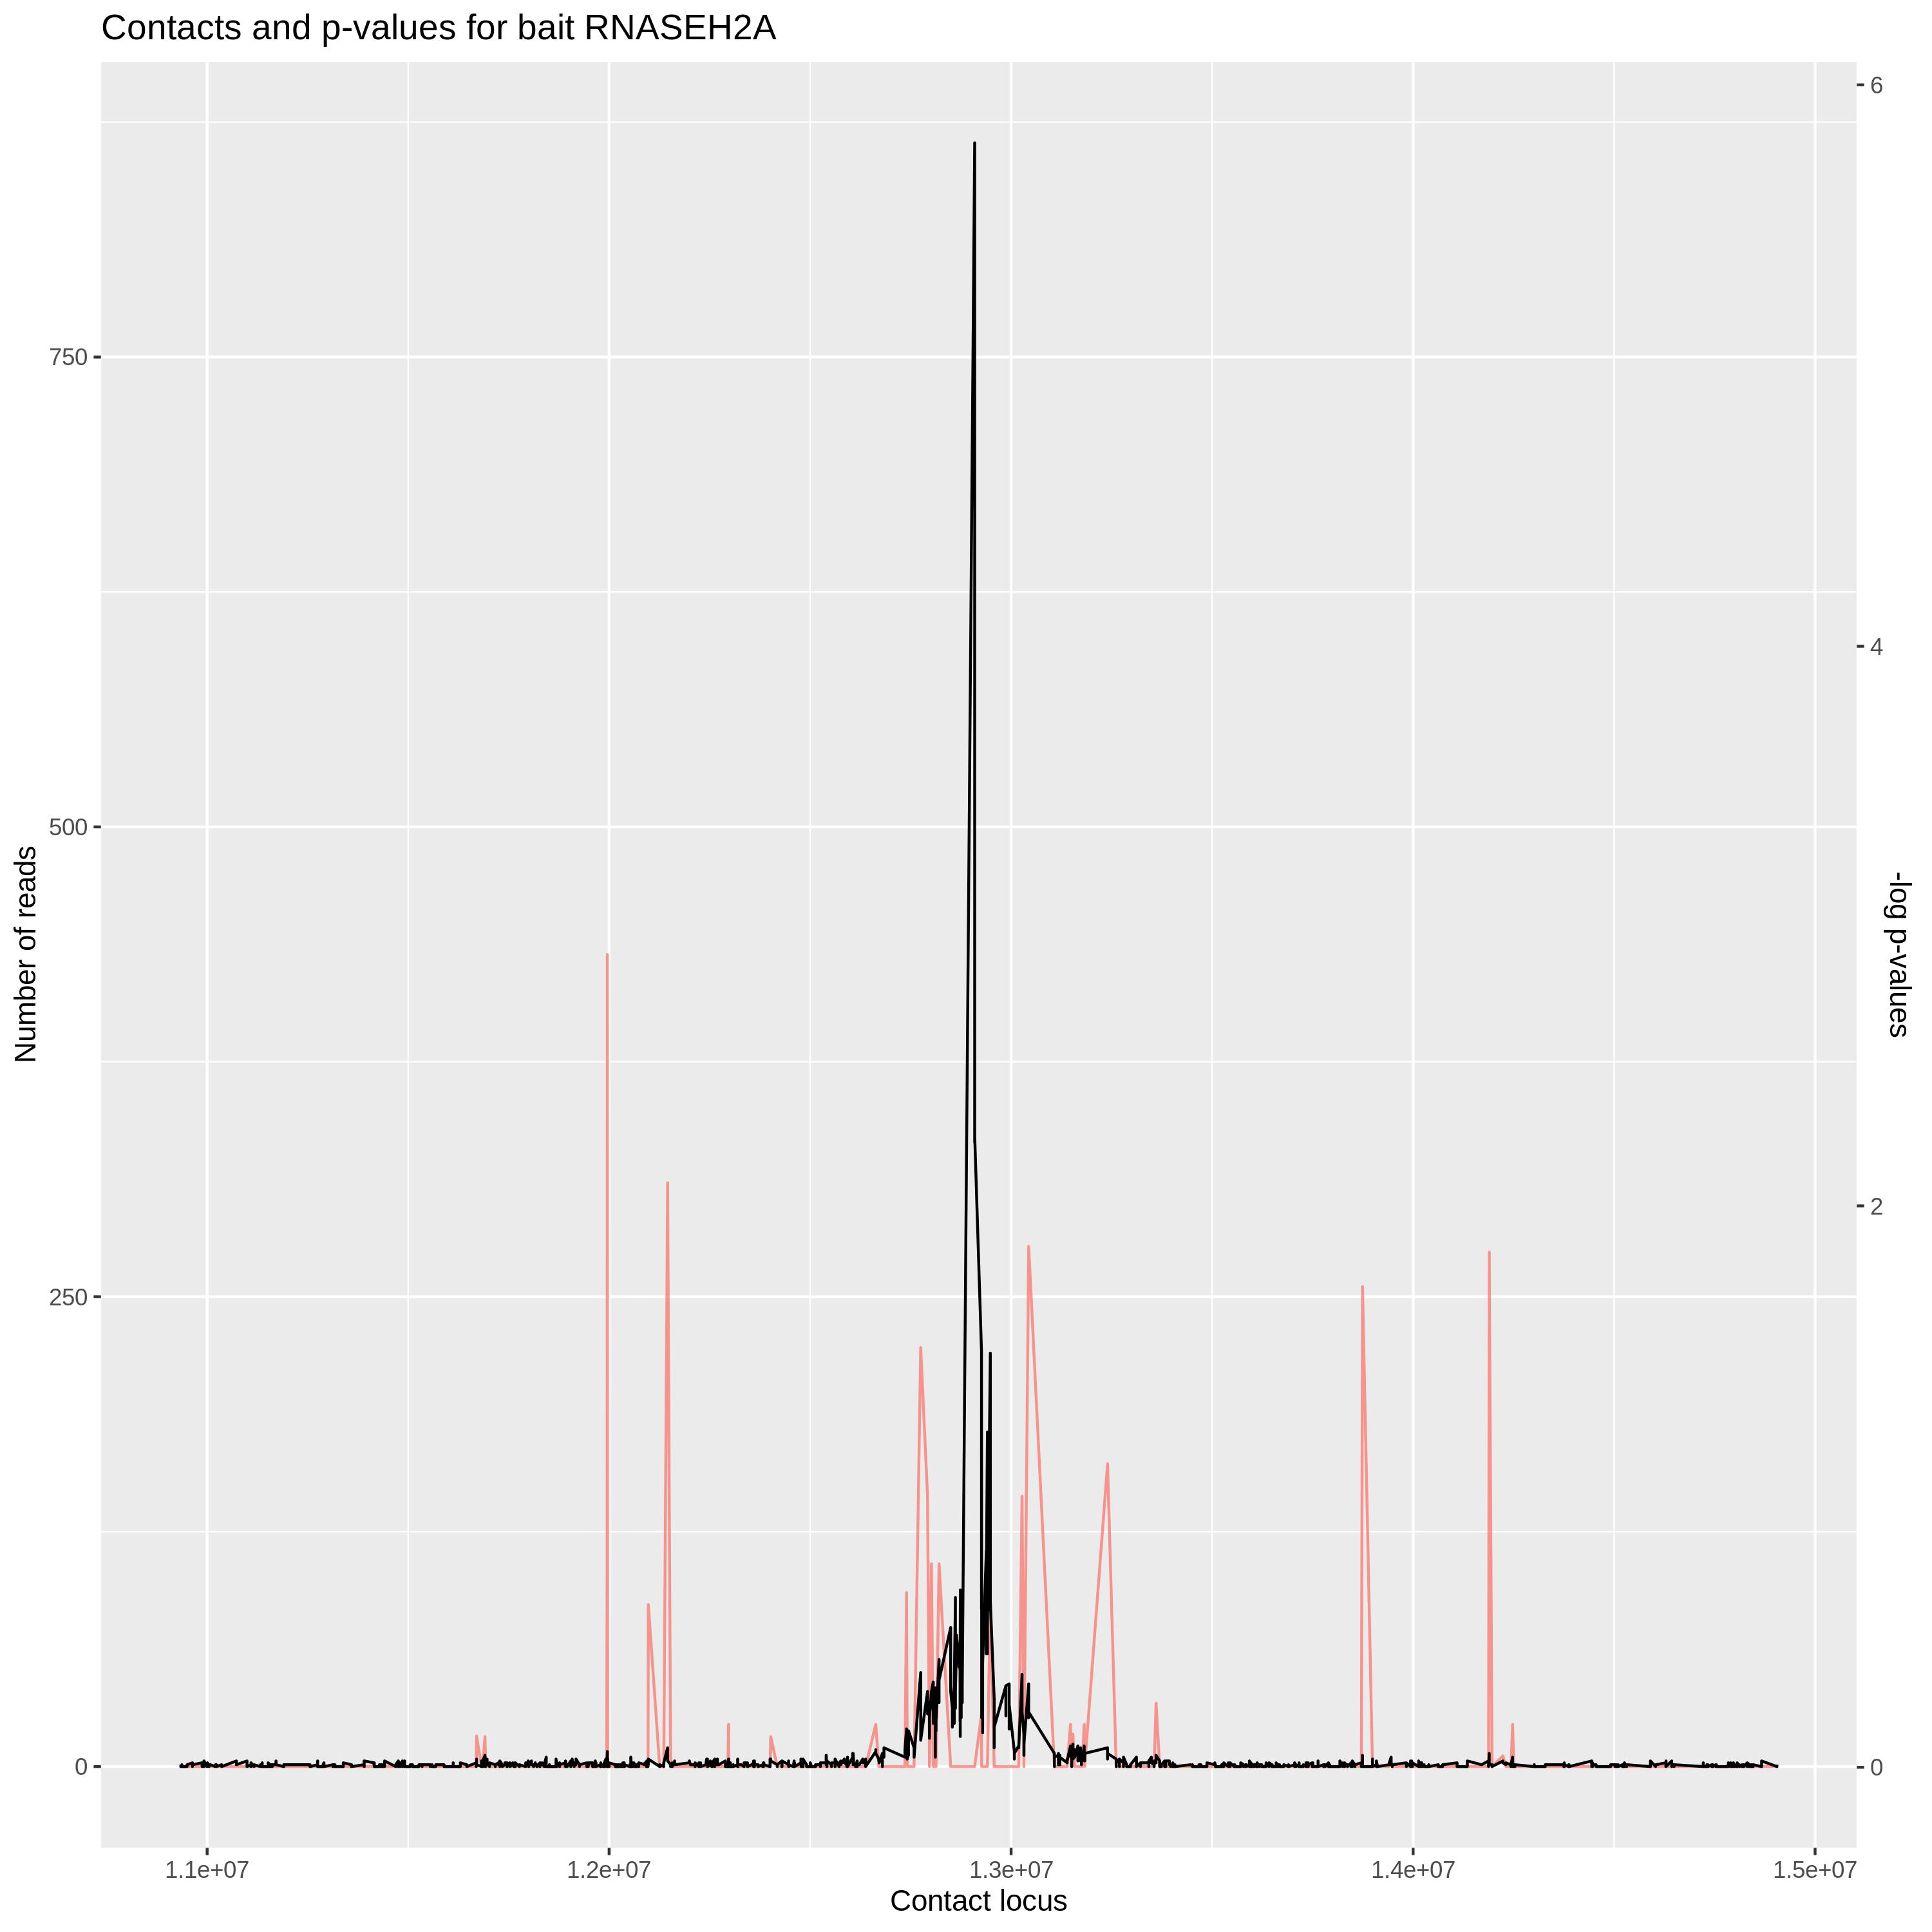 Contacts and p-values for bait RNASEH2A
Number of reads
750
500
250
0
6
4
2
0
-log p-values
1.1e+07
1.2e+07
1.3e+07
1.4e+07
1.5e+07
Contact locus